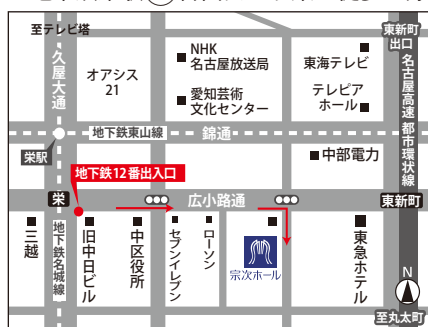 至テレビ塔
久屋大通
オアシス
21
NHK
名古屋放送局
愛知芸術
文化センター
東海テレビ
テレピア
ホール
東新町
出口
名古屋高速 都市環状線
地下鉄東山線
錦通
栄駅
中部電力
地下鉄12番出入口
栄
広小路通
東新町
三越
地下鉄名城線
旧中日ビル
中区役所
セブンイレブン
ローソン
宗次ホール
東急ホテル
N
至丸太町